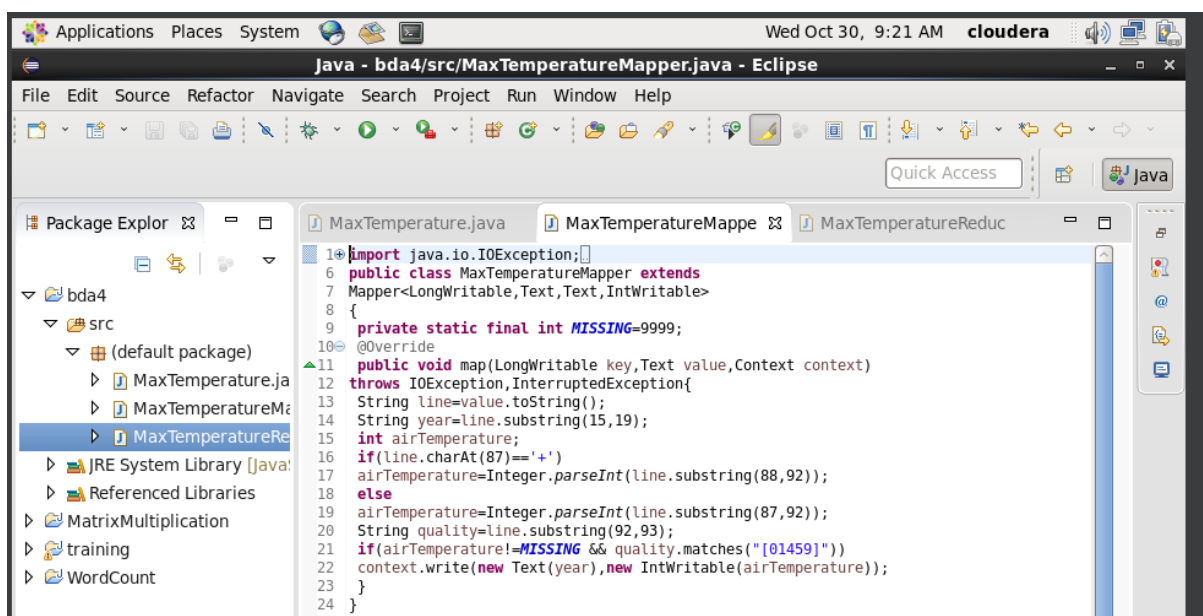 Applications Places System Wed Oct 30, 9:21 AM cloudera
Java - bda4/src/MaxTemperatureMapper.java - Eclipse
File Edit Source Refactor Navigate Search Project Run Window Help
Quick Access Java
Package Explor MaxTemperature.java MaxTemperatureMappe MaxTemperatureReduc
bda4
src
(default package)
MaxTemperature.ja
MaxTemperatureMa
MaxTemperatureRe
JRE System Library [JavaS
Referenced Libraries
MatrixMultiplication
training
WordCount
1 import java.io.IOException;
6 public class MaxTemperatureMapper extends
7 Mapper<LongWritable,Text,Text,IntWritable>
8 {
9 private static final int MISSING=9999;
10 @Override
11 public void map(LongWritable key,Text value,Context context)
12 throws IOException,InterruptedException{
13 String line=value.toString();
14 String year=line.substring(15,19);
15 int airTemperature;
16 if(line.charAt(87)=='+')
17 airTemperature=Integer.parseInt(line.substring(88,92));
18 else
19 airTemperature=Integer.parseInt(line.substring(87,92));
20 String quality=line.substring(92,93);
21 if(airTemperature!=MISSING && quality.matches("[01459]"))
22 context.write(new Text(year),new IntWritable(airTemperature));
23 }
24 }